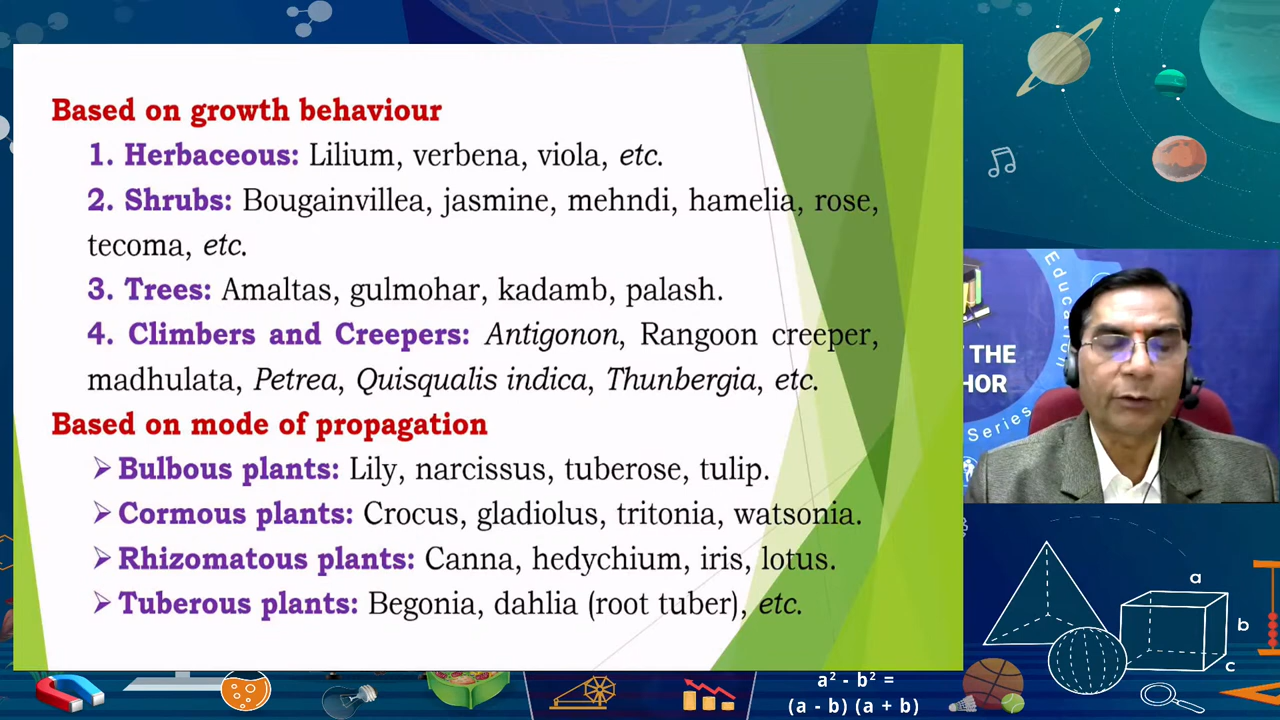 Based on growth behaviour
1. Herbaceous: Lilium, verbena, viola, etc.
2. Shrubs: Bougainvillea, jasmine, mehndi, hamelia, rose,
tecoma, etc.
3. Trees: Amaltas, gulmohar, kadamb, palash.
4. Climbers and Creepers: Antigonon, Rangoon creeper,
madhulata, Petrea, Quisqualis indica, Thunbergia, etc.
Based on mode of propagation
➢ Bulbous plants: Lily, narcissus, tuberose, tulip.
➢ Cormous plants: Crocus, gladiolus, tritonia, watsonia.
➢ Rhizomatous plants: Canna, hedychium, iris, lotus.
➢ Tuberous plants: Begonia, dahlia (root tuber), etc.
Education
THE
HOR
Series
a
b
c
a² - b² =
(a - b) (a + b)